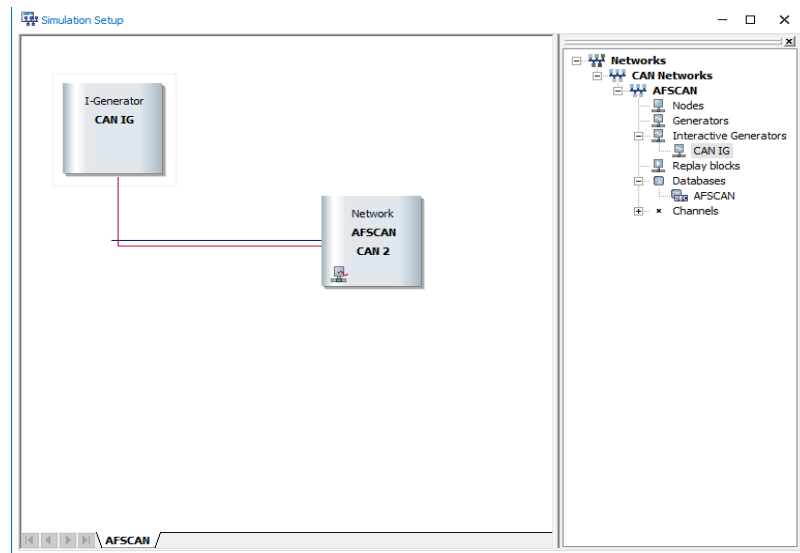 Simulation Setup
I-Generator
CAN IG
Network
AFSCAN
CAN 2
AFSCAN
Networks
CAN Networks
AFSCAN
Nodes
Generators
Interactive Generators
CAN IG
Replay blocks
Databases
AFSCAN
Channels